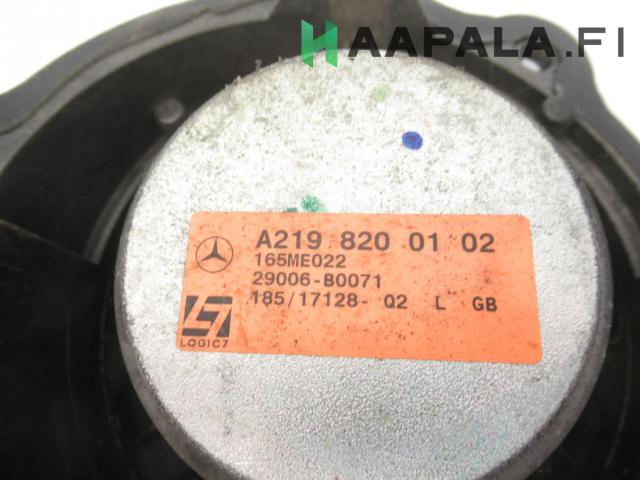 HAAPALA.FI
A219 820 01 02
165ME022
29006-B0071
185/17128- Q2 L GB
LOGIC7